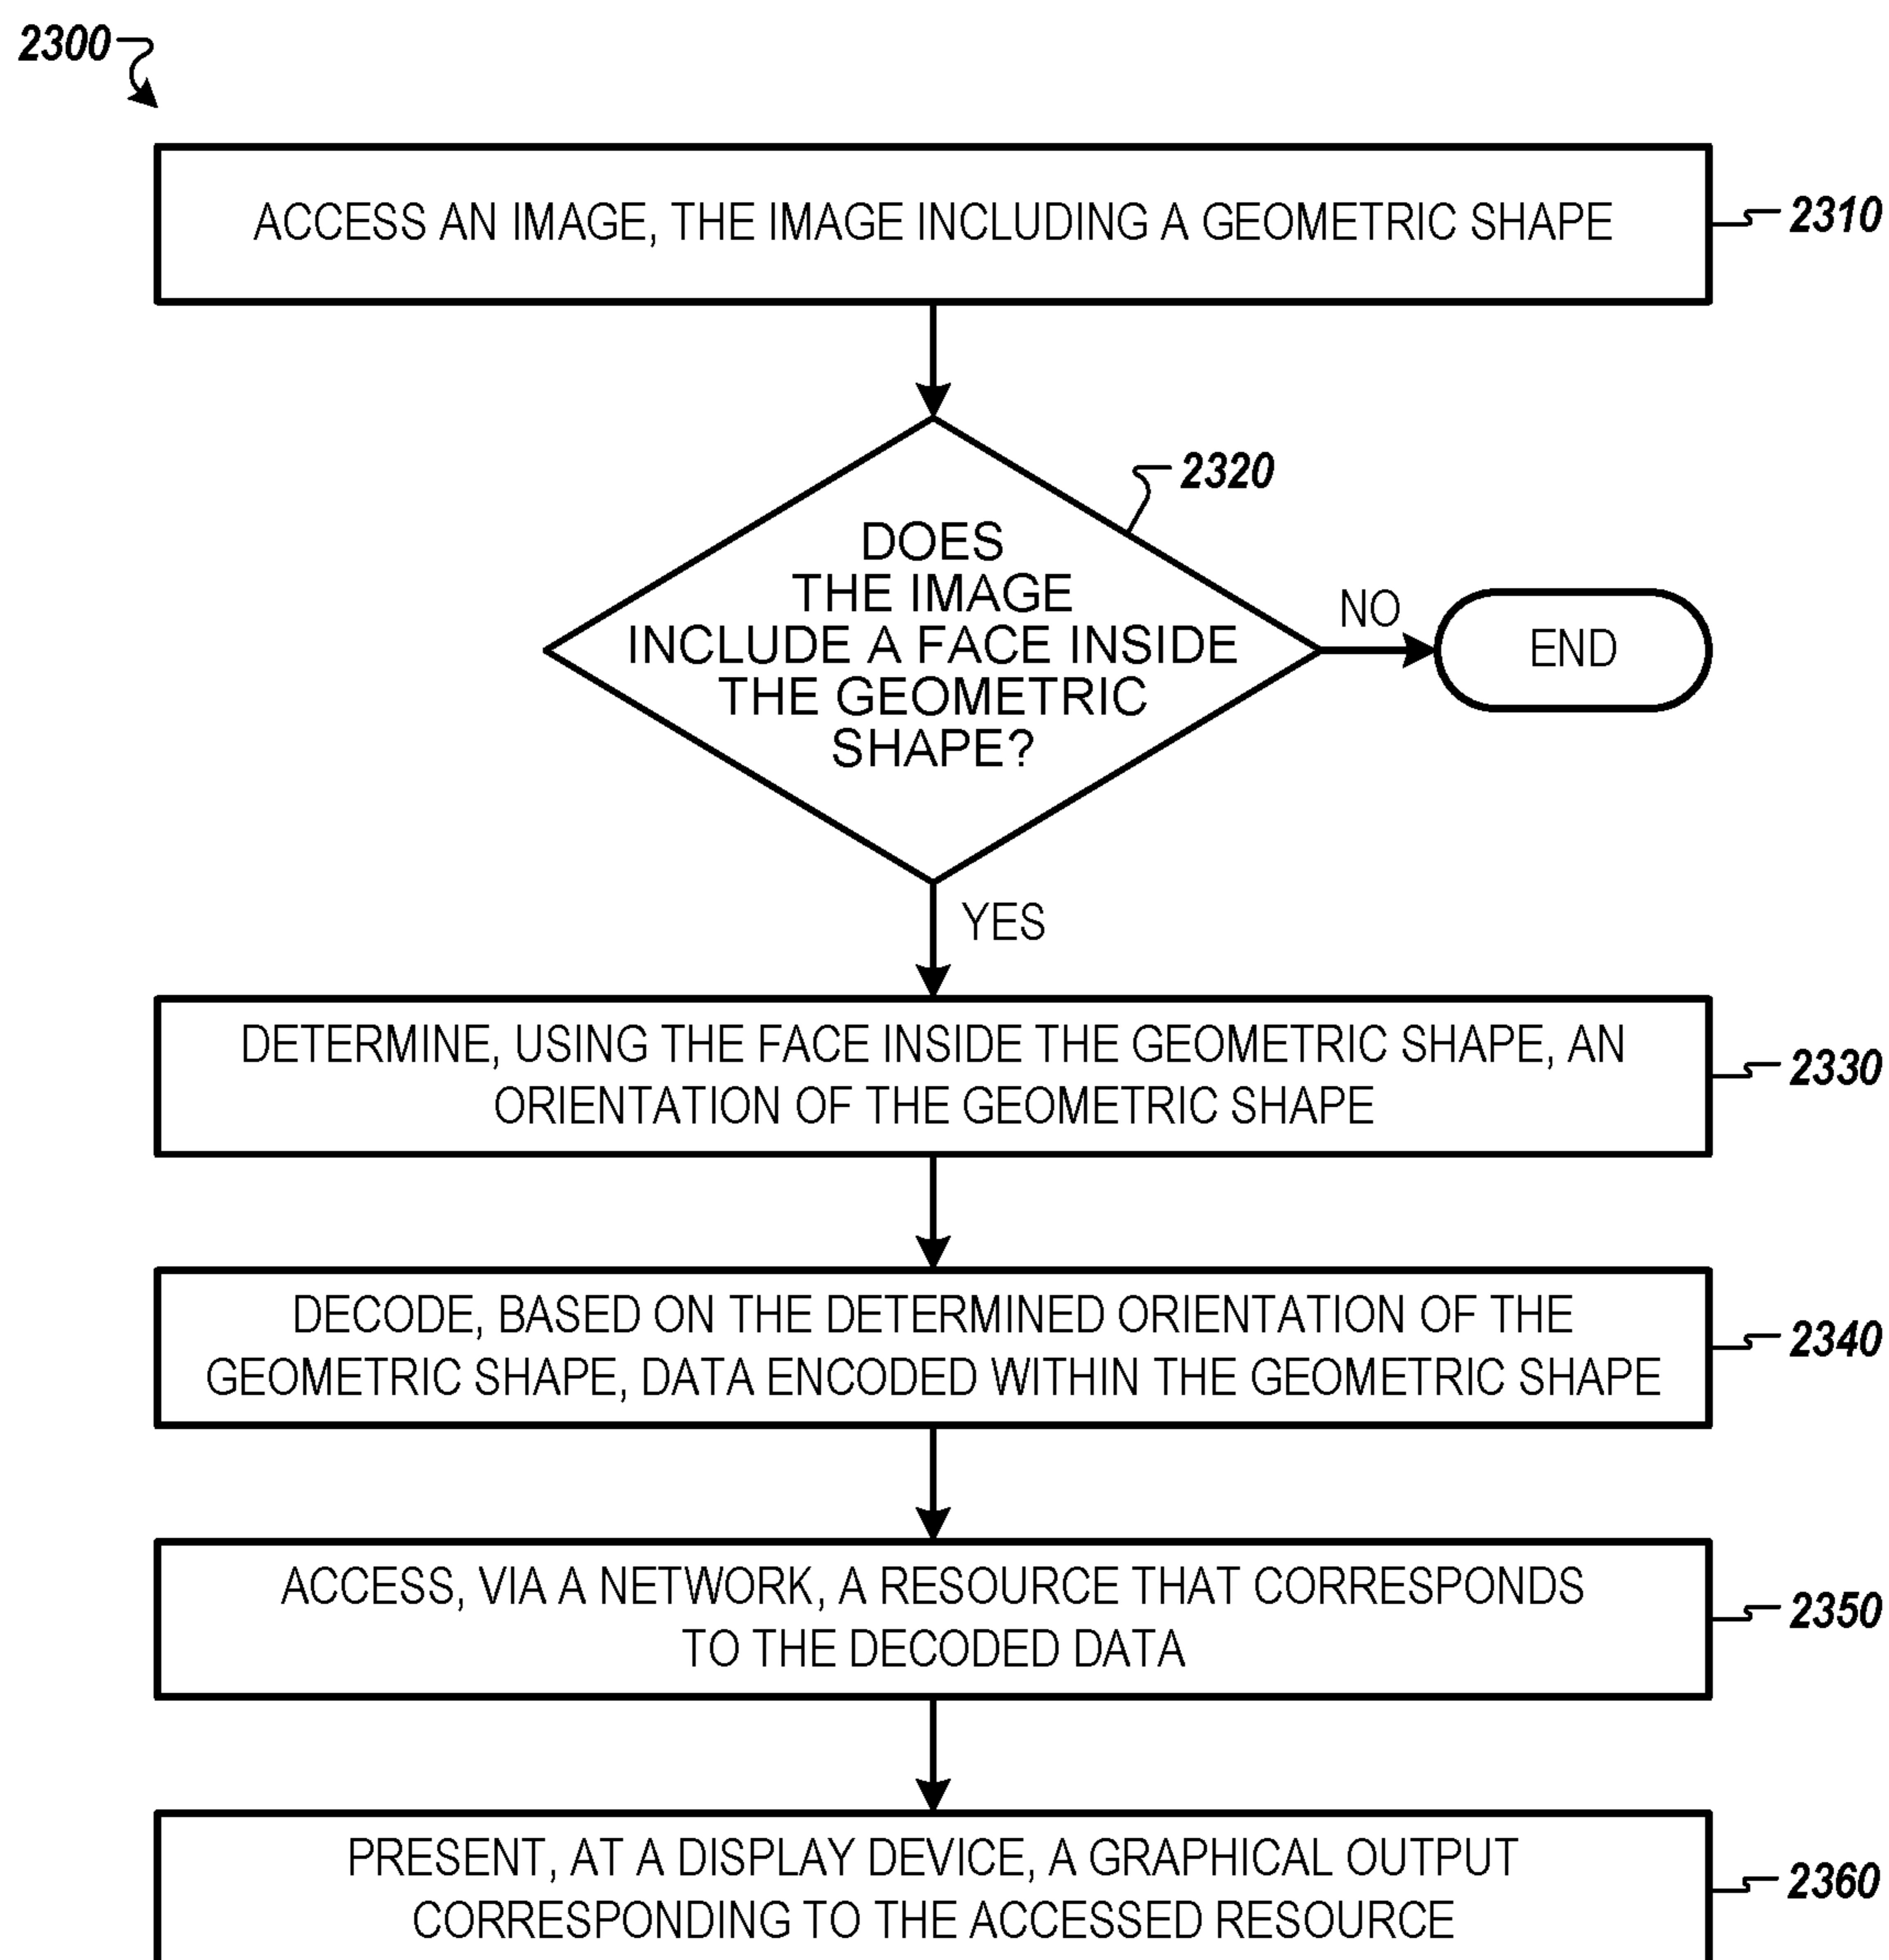 2300
ACCESS AN IMAGE, THE IMAGE INCLUDING A GEOMETRIC SHAPE
2310
2320
DOES
THE IMAGE
INCLUDE A FACE INSIDE
THE GEOMETRIC
SHAPE?
NO
END
YES
DETERMINE, USING THE FACE INSIDE THE GEOMETRIC SHAPE, AN
ORIENTATION OF THE GEOMETRIC SHAPE
2330
DECODE, BASED ON THE DETERMINED ORIENTATION OF THE
GEOMETRIC SHAPE, DATA ENCODED WITHIN THE GEOMETRIC SHAPE
2340
ACCESS, VIA A NETWORK, A RESOURCE THAT CORRESPONDS
TO THE DECODED DATA
2350
PRESENT, AT A DISPLAY DEVICE, A GRAPHICAL OUTPUT
CORRESPONDING TO THE ACCESSED RESOURCE
2360